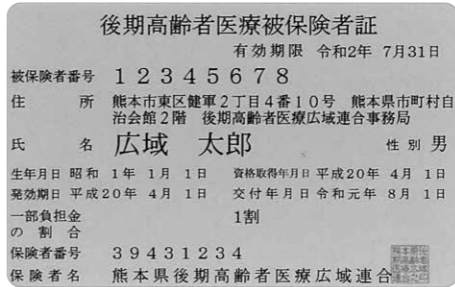 後期高齢者医療被保険者証
有効期限 令和2年 7月31日
被保険者番号 12345678
住所 熊本市東区健軍2丁目4番10号 熊本県市町村自
治会館2階 後期高齢者医療広域連合事務局
氏名 広域 太郎 性別 男
生年月日 昭和 1年 1月 1日 資格取得年月日 平成20年 4月 1日
発効期日 平成20年 4月 1日 交付年月日 令和元年 8月 1日
一部負担金 1割
の割合
保険者番号 39431234
保険者名 熊本県後期高齢者医療広域連合